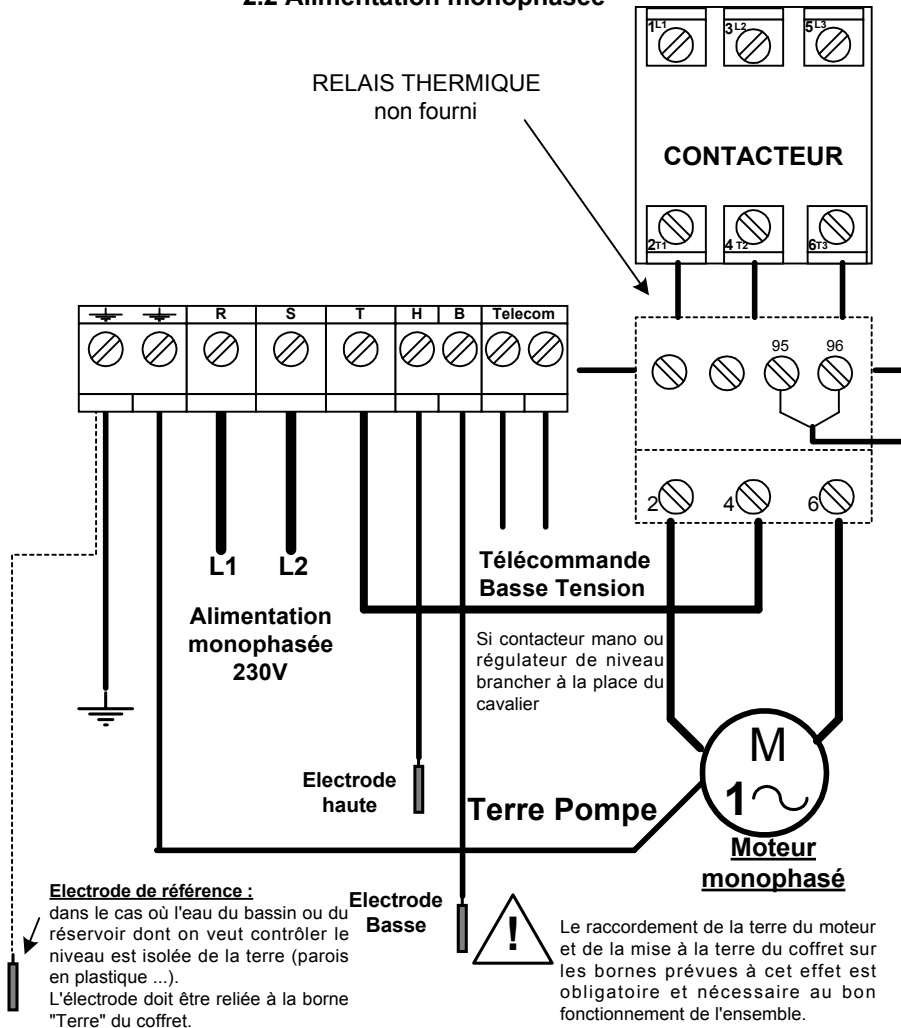 2.2 Alimentation monophasée
1L1 3L2 5L3
RELAIS THERMIQUE
non fourni
CONTACTEUR
2T1 4 T2 6T3
R S T H B Telecom
95 96
2 4 6
L1 L2
Alimentation
monophasée
230V
Télécommande
Basse Tension
Si contacteur mano ou
régulateur de niveau
brancher à la place du
cavalier
M
1
Electrode
haute
Terre Pompe
Moteur
monophasé
Electrode de référence :
dans le cas où l'eau du bassin ou du
réservoir dont on veut contrôler le
niveau est isolée de la terre (parois
en plastique ...).
L'électrode doit être reliée à la borne
"Terre" du coffret.
Electrode
Basse
!
Le raccordement de la terre du moteur
et de la mise à la terre du coffret sur
les bornes prévues à cet effet est
obligatoire et nécessaire au bon
fonctionnement de l'ensemble.